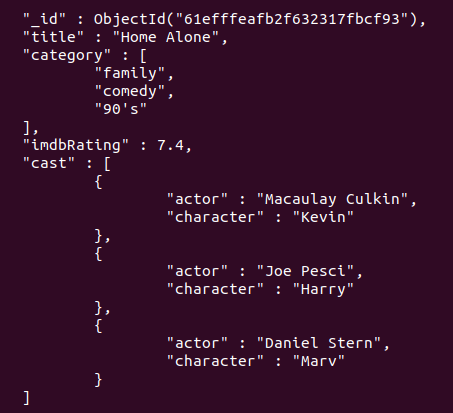 "_id" : ObjectId("61efffeafb2f632317fbcf93"),
"title" : "Home Alone",
"category" : [
"family",
"comedy",
"90's"
],
"imdbRating" : 7.4,
"cast" : [
{
"actor" : "Macaulay Culkin",
"character" : "Kevin"
},
{
"actor" : "Joe Pesci",
"character" : "Harry"
},
{
"actor" : "Daniel Stern",
"character" : "Marv"
}
]